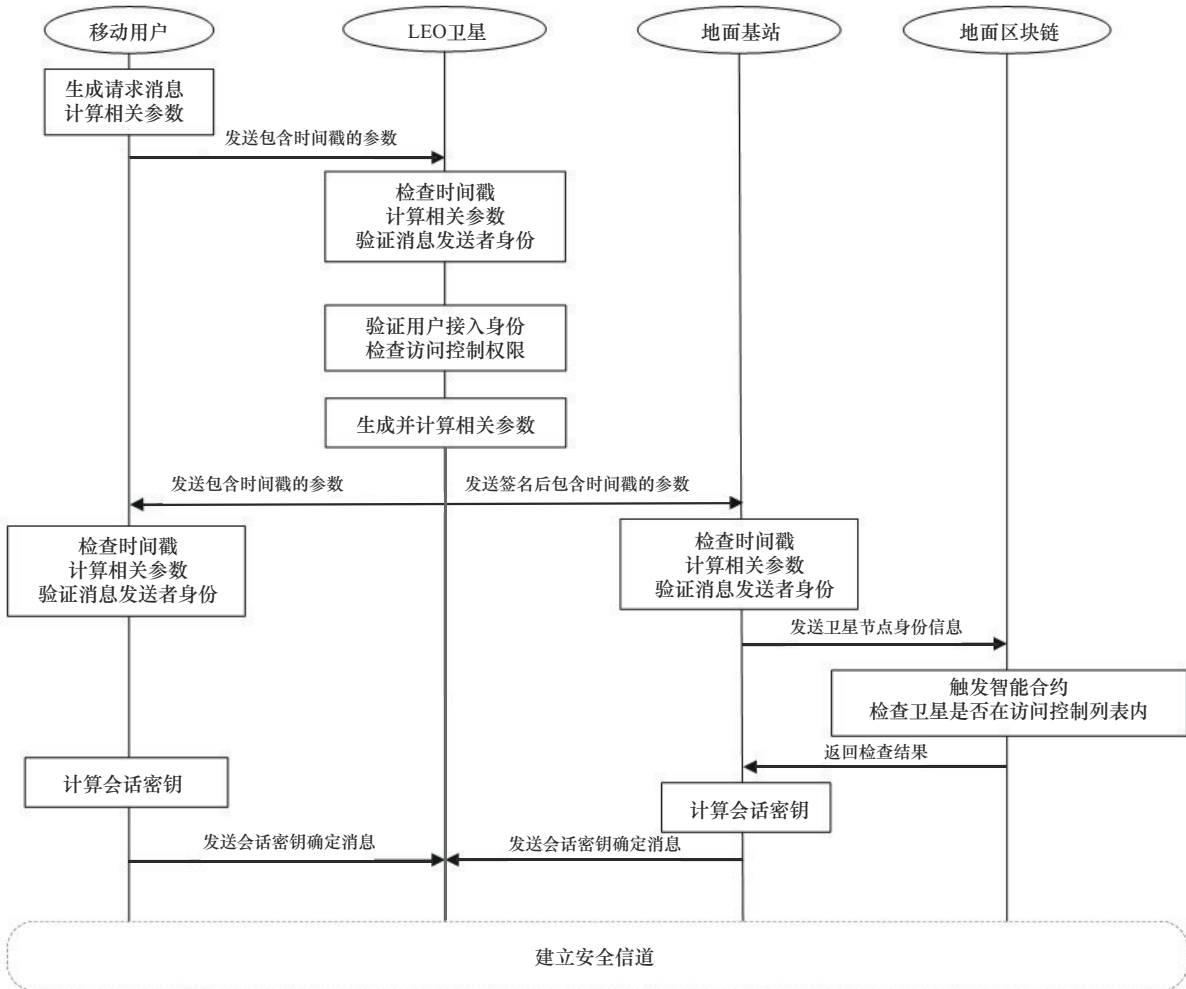 移动用户
LEO卫星
地面基站
地面区块链
生成请求消息
计算相关参数
发送包含时间戳的参数
检查时间戳
计算相关参数
验证消息发送者身份
验证用户接入身份
检查访问控制权限
生成并计算相关参数
发送包含时间戳的参数
发送签名后包含时间戳的参数
检查时间戳
计算相关参数
验证消息发送者身份
检查时间戳
计算相关参数
验证消息发送者身份
发送卫星节点身份信息
触发智能合约
检查卫星是否在访问控制列表内
返回检查结果
计算会话密钥
计算会话密钥
发送会话密钥确定消息
发送会话密钥确定消息
建立安全信道